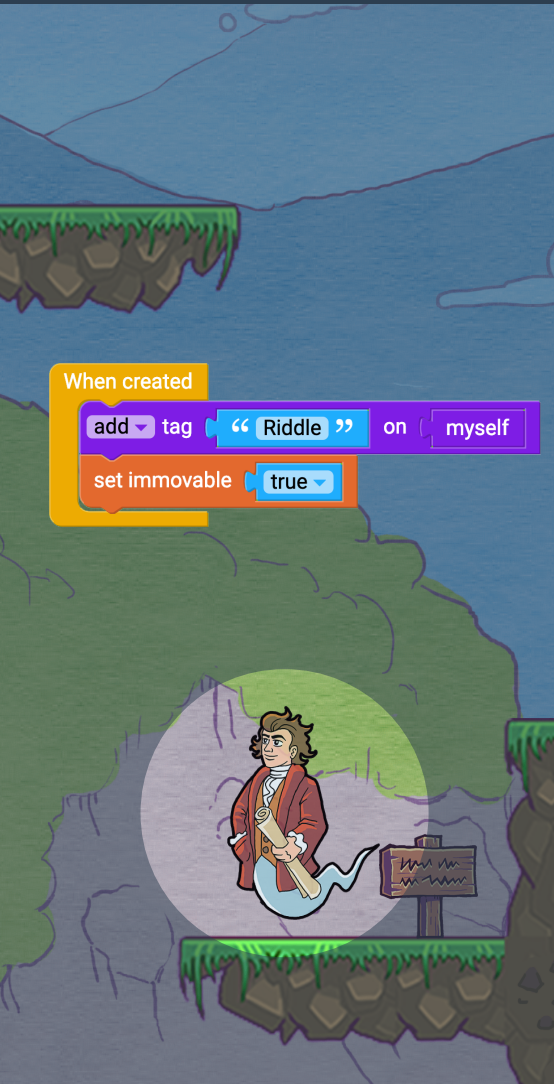 When created
add tag “ Riddle ” on myself
set immovable true